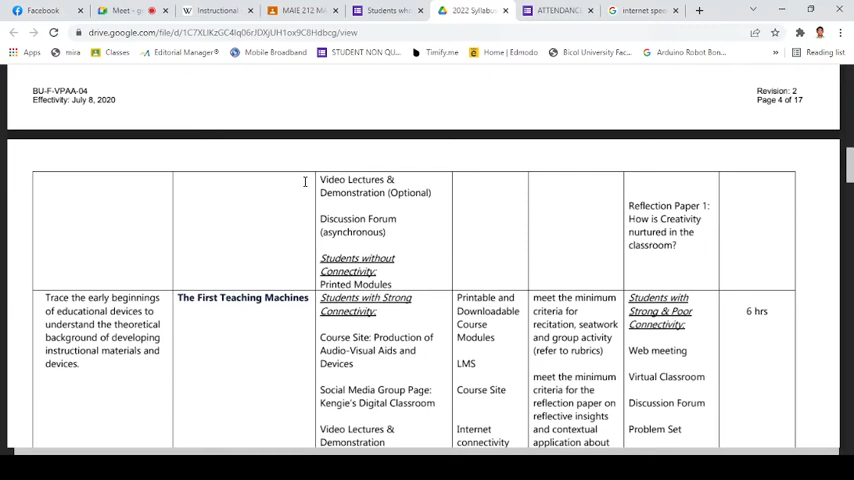 Facebook
Meet - g
Instructional
MAIE 212 MA
Students who
2022 Syllabus
ATTENDANC
internet spee
drive.google.com/file/d/1C7XLIKzGC4lq06rJDXjUH1ox9C8Hdbcg/view
Apps
mira
Classes
Editorial Manager®
Mobile Broadband
STUDENT NON QU...
Timify.me
Home | Edmodo
Bicol University Fac...
Arduino Robot Bon...
Reading list
BU-F-VPAA-04
Effectivity: July 8, 2020
Revision: 2
Page 4 of 17
Video Lectures &
Demonstration (Optional)
Discussion Forum
(asynchronous)
Students without
Connectivity:
Printed Modules
Reflection Paper 1:
How is Creativity
nurtured in the
classroom?
Trace the early beginnings
of educational devices to
understand the theoretical
background of developing
instructional materials and
devices.
The First Teaching Machines
Students with Strong
Connectivity:
Course Site: Production of
Audio-Visual Aids and
Devices
Social Media Group Page:
Kengie's Digital Classroom
Video Lectures &
Demonstration
Printable and
Downloadable
Course
Modules
LMS
Course Site
Internet
connectivity
meet the minimum
criteria for
recitation, seatwork
and group activity
(refer to rubrics)
meet the minimum
criteria for the
reflection paper on
reflective insights
and contextual
application about
Students with
Strong & Poor
Connectivity:
Web meeting
Virtual Classroom
Discussion Forum
Problem Set
6 hrs